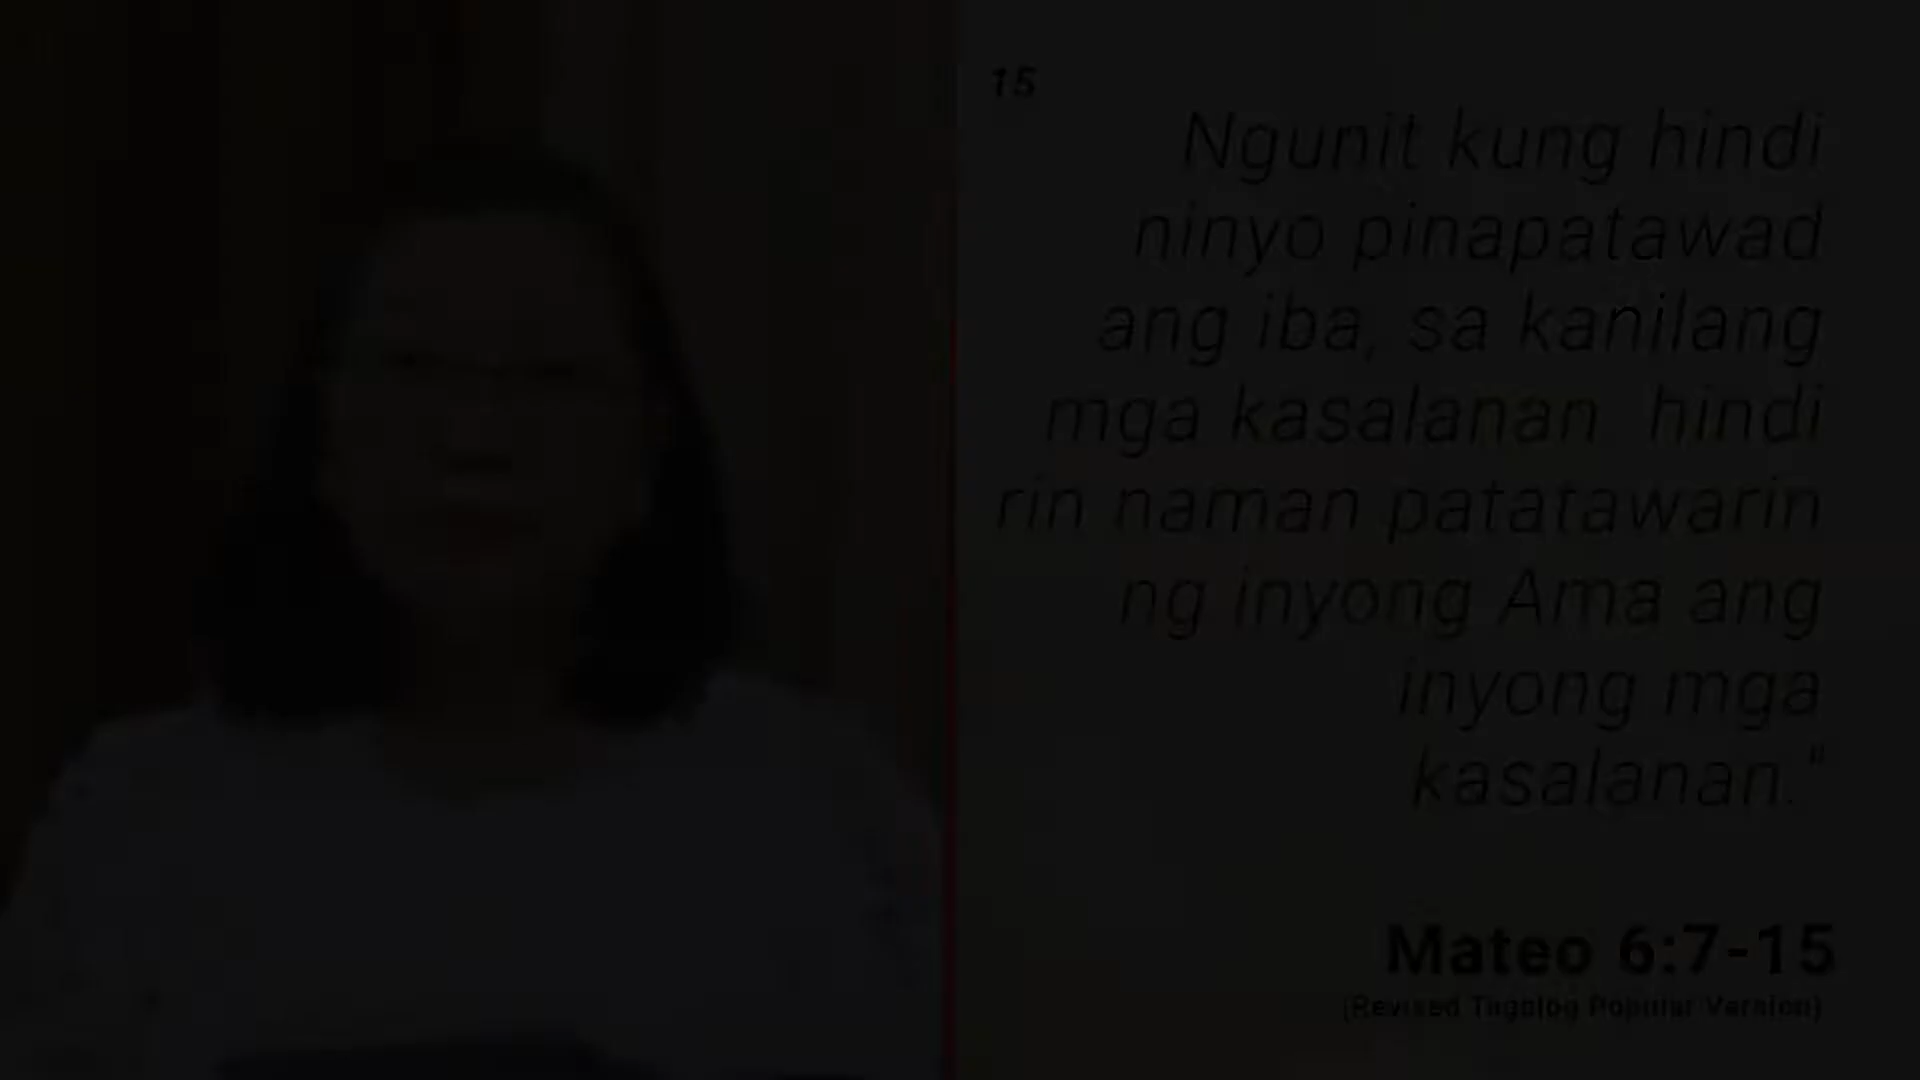 15
Ngunit kung hindi
ninyo pinapatawad
ang iba, sa kanilang
mga kasalanan hindi
rin naman patatawarin
ng inyong Ama ang
inyong mga
kasalanan."
Mateo 6:7-15
(Revised Tagalog Popular Version)